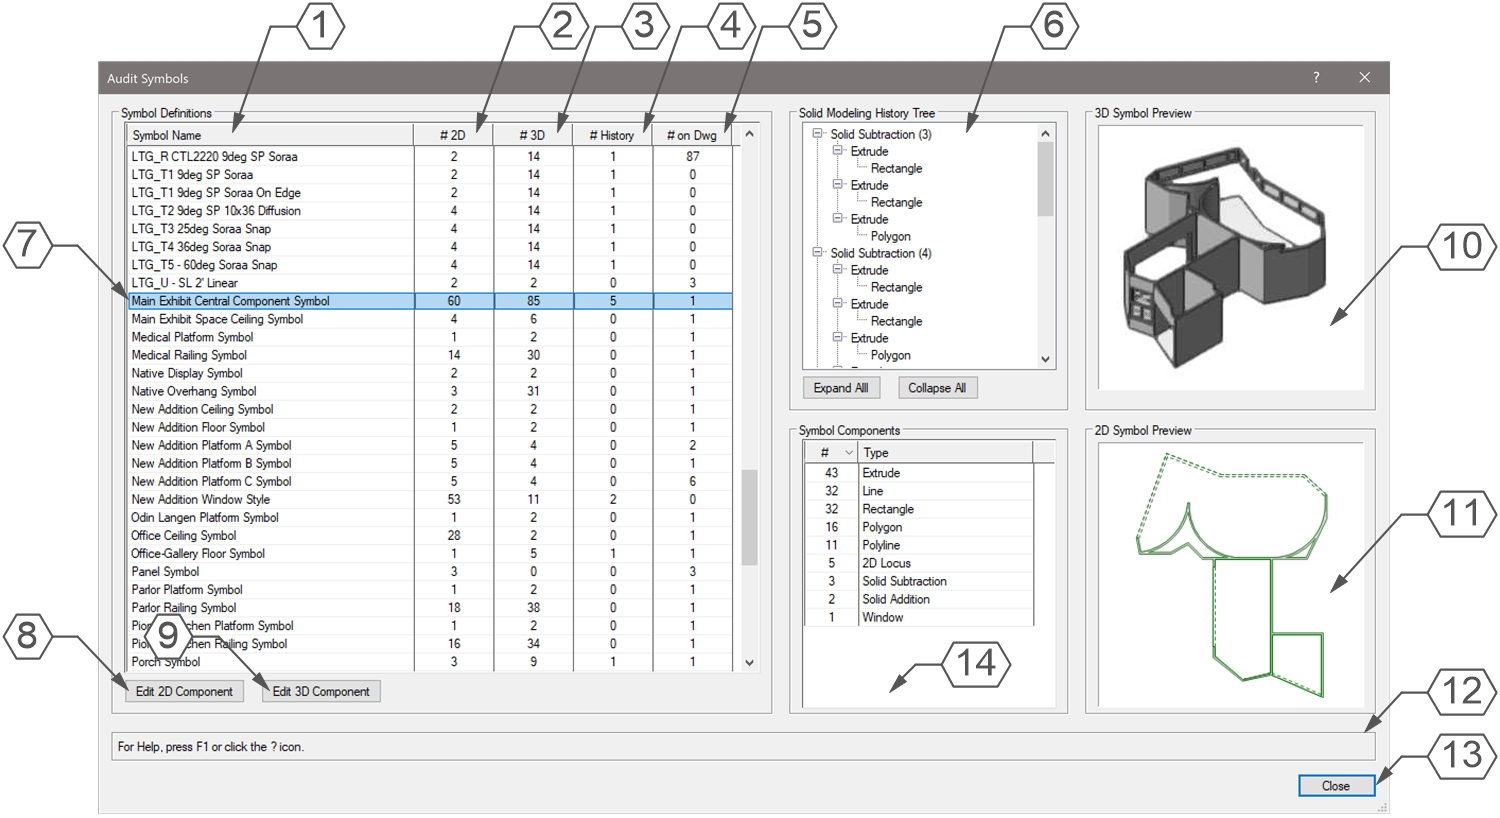 1
2
3
4
5
6
Audit Symbols
?
Symbol Definitions
Symbol Name # 2D # 3D # History # on Dwg
LTG_R CTL2220 9deg SP Soraa 2 14 1 87
LTG_T1 9deg SP Soraa 2 14 1 0
LTG_T1 9deg SP Soraa On Edge 2 14 1 0
LTG_T2 9deg SP 10x36 Diffusion 4 14 1 0
LTG_T3 25deg Soraa Snap 4 14 1 0
LTG_T4 36deg Soraa Snap 4 14 1 0
LTG_T5 - 60deg Soraa Snap 4 14 1 0
LTG_U - SL 2' Linear 2 2 0 3
Main Exhibit Central Component Symbol 60 85 5 1
Main Exhibit Space Ceiling Symbol 4 6 0 1
Medical Platform Symbol 1 2 0 1
Medical Railing Symbol 14 30 0 1
Native Display Symbol 2 2 0 1
Native Overhang Symbol 3 31 0 1
New Addition Ceiling Symbol 2 2 0 1
New Addition Floor Symbol 1 2 0 1
New Addition Platform A Symbol 5 4 0 2
New Addition Platform B Symbol 5 4 0 1
New Addition Platform C Symbol 5 4 0 6
New Addition Window Style 53 11 2 0
Odin Langen Platform Symbol 1 2 0 1
Office Ceiling Symbol 28 2 0 1
Office-Gallery Floor Symbol 1 5 1 1
Panel Symbol 3 0 0 3
Parlor Platform Symbol 1 2 0 1
Parlor Railing Symbol 18 38 0 1
Platform Symbol 1 2 0 1
Railing Symbol 16 34 0 1
Porch Symbol 3 9 1 1
Edit 2D Component
Edit 3D Component
7
8
9
Solid Modeling History Tree
Solid Subtraction (3)
Extrude
Rectangle
Extrude
Rectangle
Extrude
Polygon
Solid Subtraction (4)
Extrude
Rectangle
Extrude
Rectangle
Extrude
Polygon
Expand Alll
Collapse All
Symbol Components
# Type
43 Extrude
32 Line
32 Rectangle
16 Polygon
11 Polyline
5 2D Locus
3 Solid Subtraction
2 Solid Addition
1 Window
14
3D Symbol Preview
10
2D Symbol Preview
11
12
For Help, press F1 or click the ? icon.
13
Close